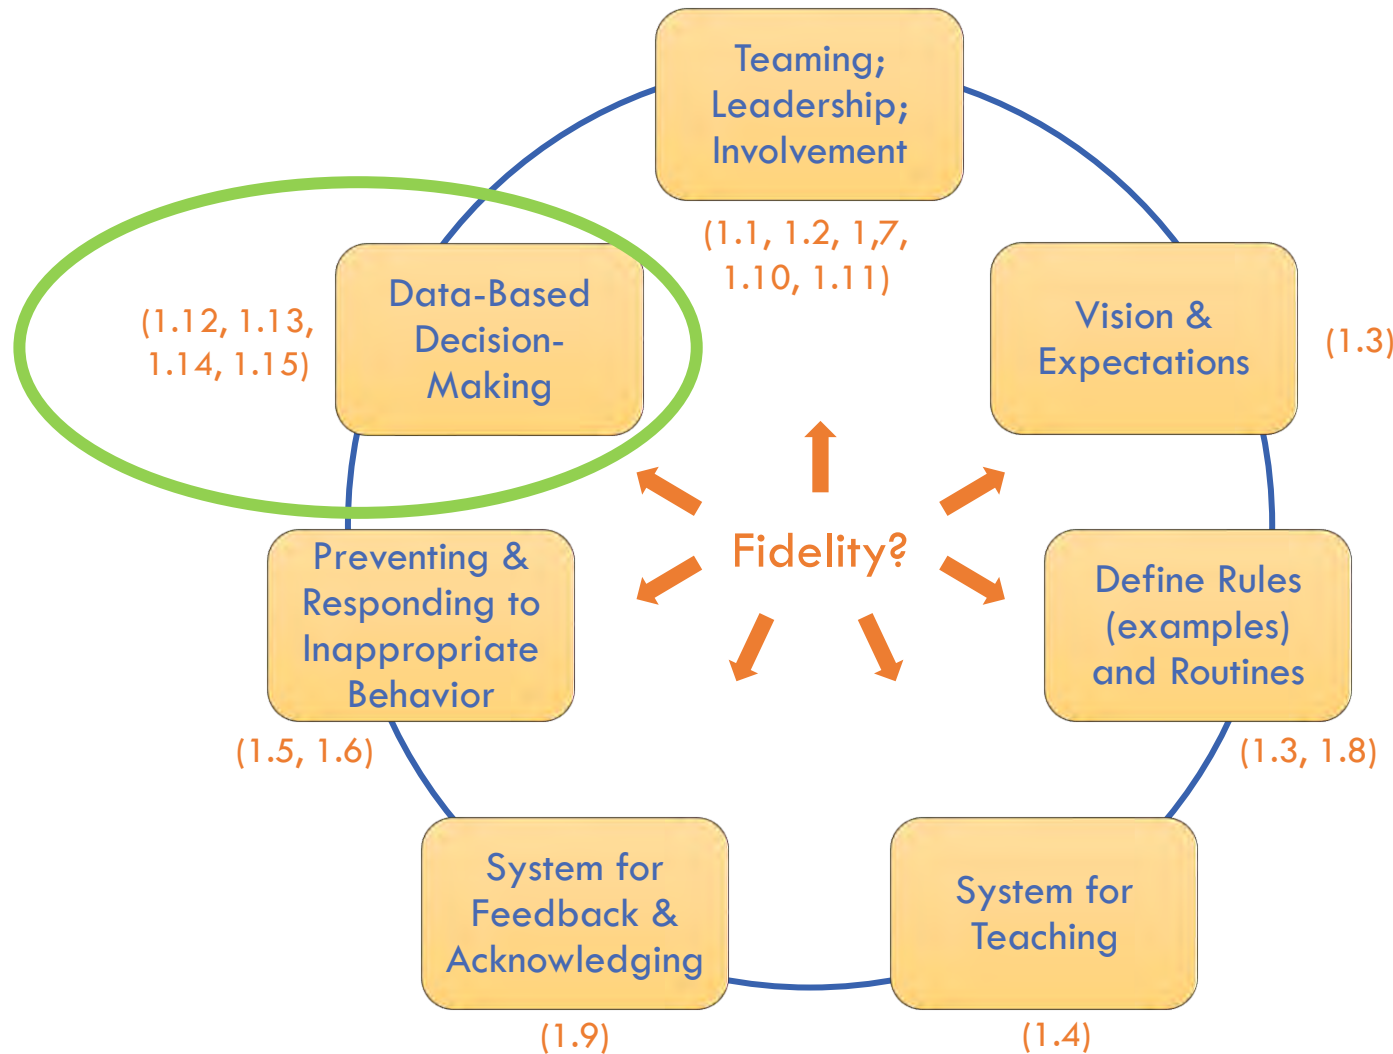 Teaming;
Leadership;
Involvement
(1.1, 1.2, 1,7,
1.10, 1.11)
Vision &
Expectations
(1.3)
Define Rules
(examples)
and Routines
(1.3, 1.8)
System for
Teaching
(1.4)
System for
Feedback &
Acknowledging
(1.9)
Preventing &
Responding to
Inappropriate
Behavior
(1.5, 1.6)
Data-Based
Decision-
Making
(1.12, 1.13,
1.14, 1.15)
Fidelity?